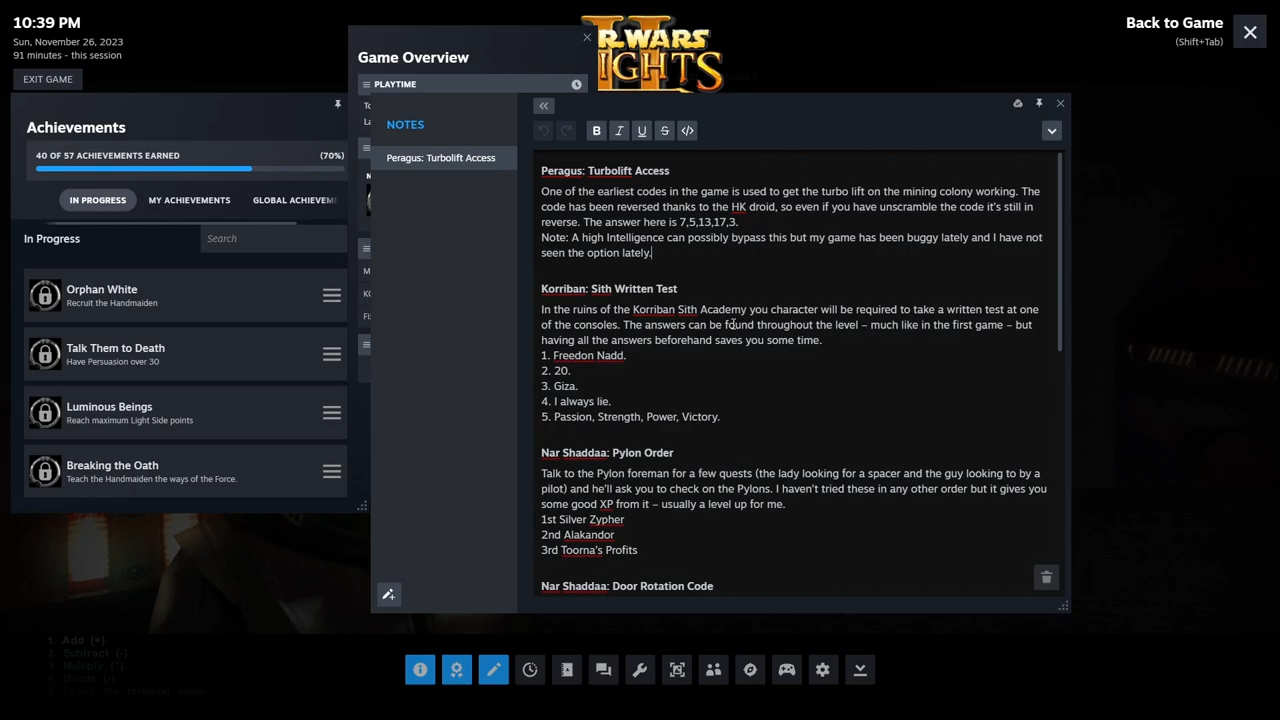 10:39 PM
Sun, November 26, 2023
91 minutes - this session
EXIT GAME
Back to Game
(Shift+Tab)
WARS
II
Game Overview
PLAYTIME
Achievements
40 OF 57 ACHIEVEMENTS EARNED (70%)
IN PROGRESS MY ACHIEVEMENTS GLOBAL ACHIEVEME
In Progress
Search
Orphan White
Recruit the Handmaiden
Talk Them to Death
Have Persuasion over 30
Luminous Beings
Reach maximum Light Side points
Breaking the Oath
Teach the Handmaiden the ways of the Force.
NOTES
Peragus: Turbolift Access
Peragus: Turbolift Access
One of the earliest codes in the game is used to get the turbo lift on the mining colony working. The
code has been reversed thanks to the HK droid, so even if you have unscramble the code it's still in
reverse. The answer here is 7,5,13,17,3.
Note: A high Intelligence can possibly bypass this but my game has been buggy lately and I have not
seen the option lately.
Korriban: Sith Written Test
In the ruins of the Korriban Sith Academy you character will be required to take a written test at one
of the consoles. The answers can be found throughout the level – much like in the first game – but
having all the answers beforehand saves you some time.
1. Freedon Nadd.
2. 20.
3. Giza.
4. I always lie.
5. Passion, Strength, Power, Victory.
Nar Shaddaa: Pylon Order
Talk to the Pylon foreman for a few quests (the lady looking for a spacer and the guy looking to by a
pilot) and he'll ask you to check on the Pylons. I haven't tried these in any other order but it gives you
some good XP from it – usually a level up for me.
1st Silver Zypher
2nd Alakandor
3rd Toorna's Profits
Nar Shaddaa: Door Rotation Code
1. Add (+).
2. Subtract (-).
3. Multiply (*).
4. Divide (/)